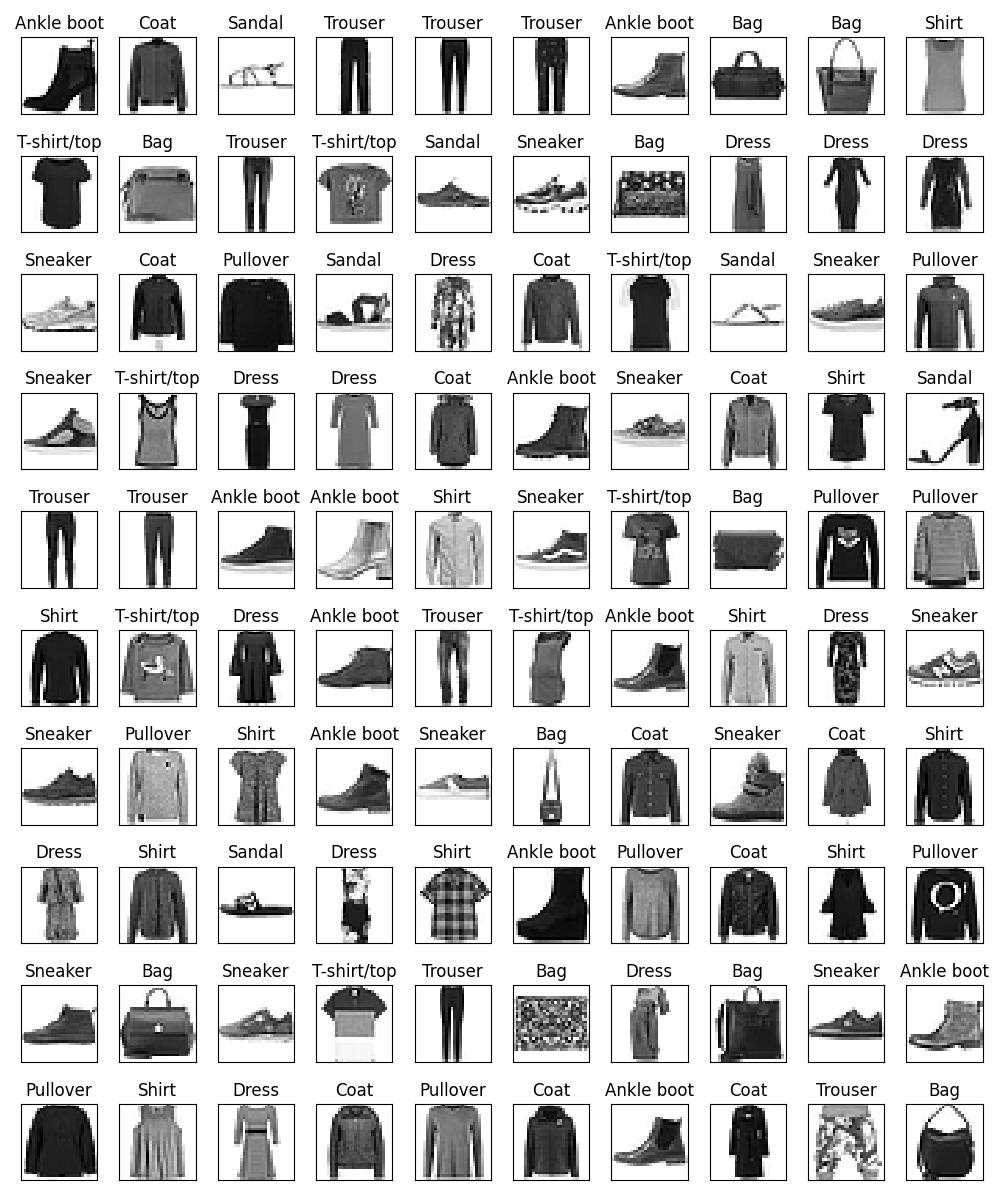 Ankle boot Coat Sandal Trouser Trouser Trouser Ankle boot Bag Bag Shirt
T-shirt/top Bag Trouser T-shirt/top Sandal Sneaker Bag Dress Dress Dress
Sneaker Coat Pullover Sandal Dress Coat T-shirt/top Sandal Sneaker Pullover
Sneaker T-shirt/top Dress Dress Coat Ankle boot Sneaker Coat Shirt Sandal
Trouser Trouser Ankle boot Ankle boot Shirt Sneaker T-shirt/top Bag Pullover Pullover
Shirt T-shirt/top Dress Ankle boot Trouser T-shirt/top Ankle boot Shirt Dress Sneaker
Sneaker Pullover Shirt Ankle boot Sneaker Bag Coat Sneaker Coat Shirt
Dress Shirt Sandal Dress Shirt Ankle boot Pullover Coat Shirt Pullover
Sneaker Bag Sneaker T-shirt/top Trouser Bag Dress Bag Sneaker Ankle boot
Pullover Shirt Dress Coat Pullover Coat Ankle boot Coat Trouser Bag